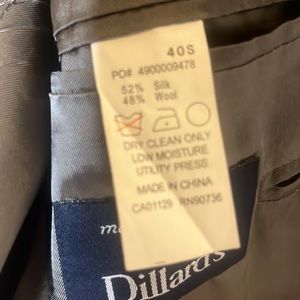 40S
PO# 4900009478
52% Silk
48% Wool
DRY CLEAN ONLY
LOW MOISTURE
UTILITY PRESS
MADE IN CHINA
CA01129 RN90736
Dillard's